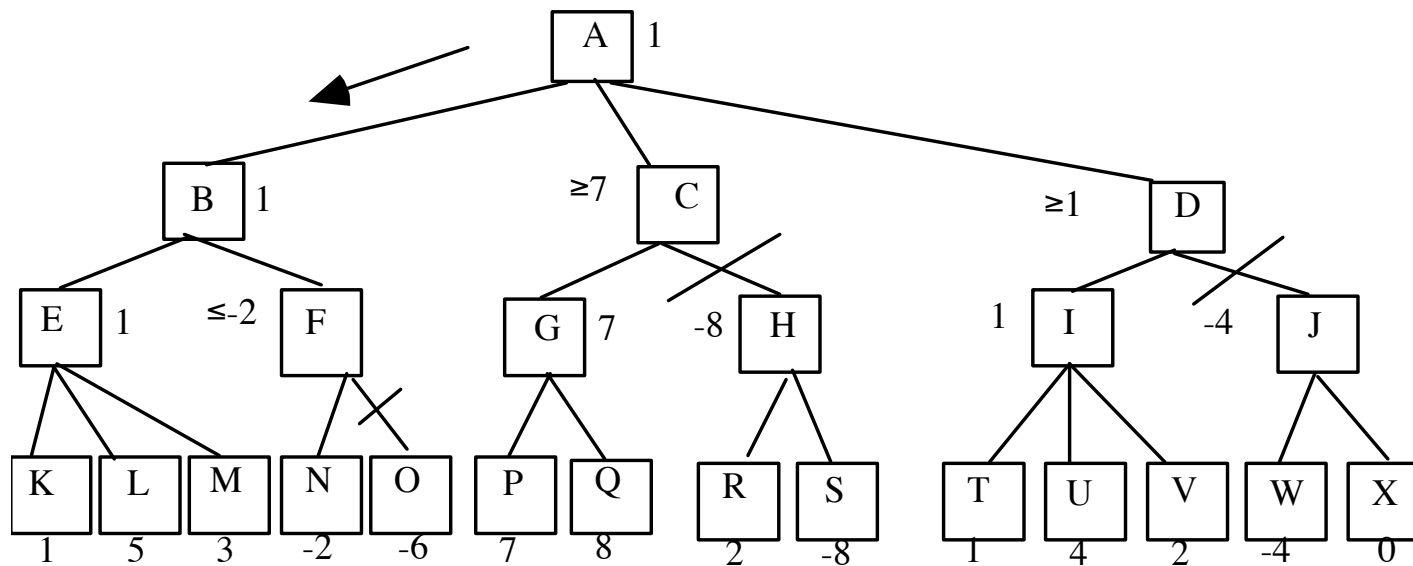 A 1
B 1 ≥7 C ≥1 D
E 1 ≤-2 F G 7 -8 H 1 I -4 J
K L M N O P Q R S T U V W X
1 5 3 -2 -6 7 8 2 -8 1 4 2 -4 0